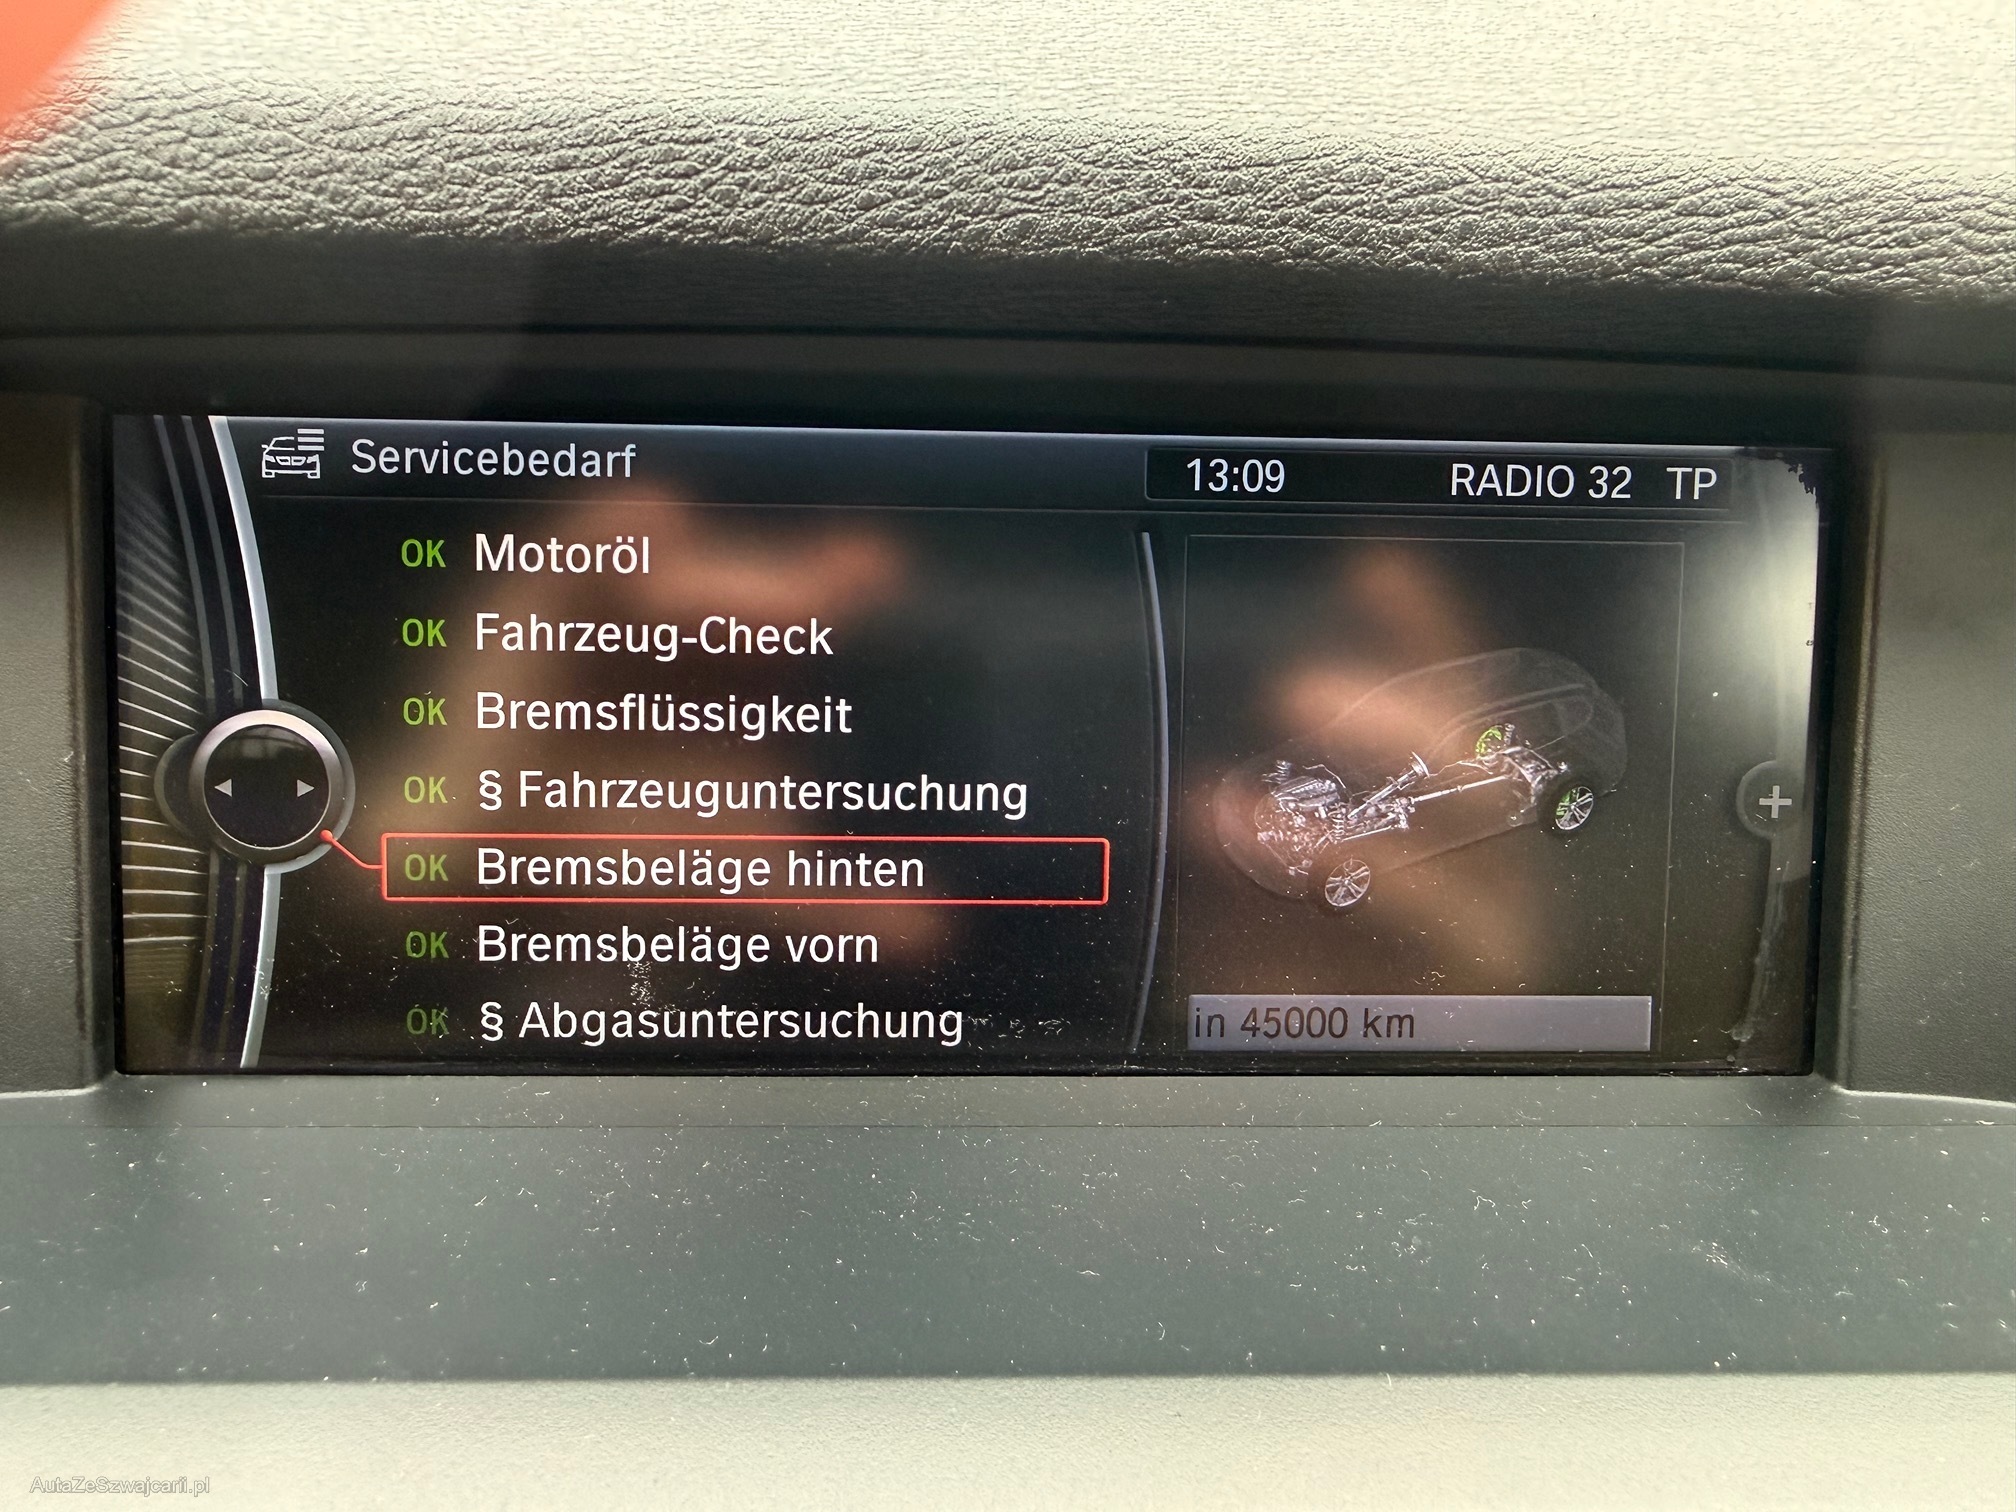 Servicebedarf
13:09 RADIO 32 TP
OK Motoröl
OK Fahrzeug-Check
OK Bremsflüssigkeit
OK § Fahrzeuguntersuchung
OK Bremsbeläge hinten
OK Bremsbeläge vorn
OK § Abgasuntersuchung
in 45000 km
+
AutaZeSzwajcarii.pl